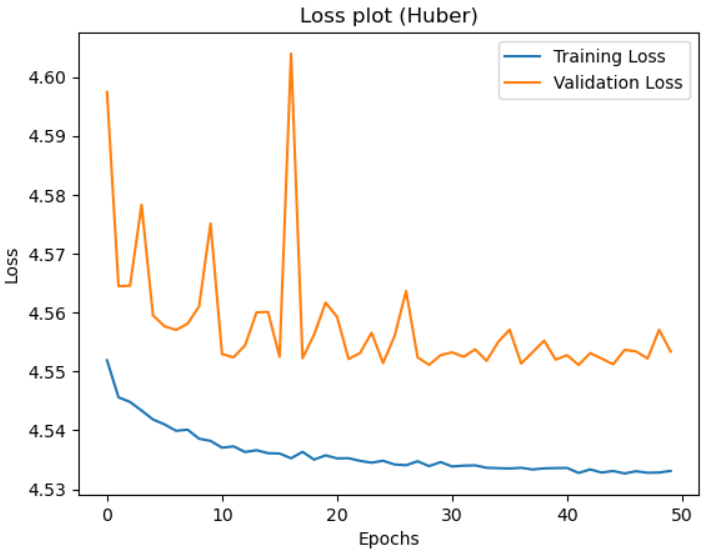 Loss plot (Huber)
Training Loss
Validation Loss
4.60
4.59
4.58
4.57
4.56
4.55
4.54
4.53
Loss
0
10
20
30
40
50
Epochs